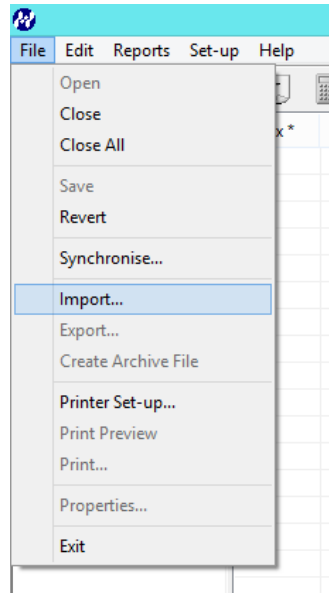 File Edit Reports Set-up Help
Open
x *
Close
Close All
Save
Revert
Synchronise...
Import...
Export...
Create Archive File
Printer Set-up...
Print Preview
Print...
Properties...
Exit